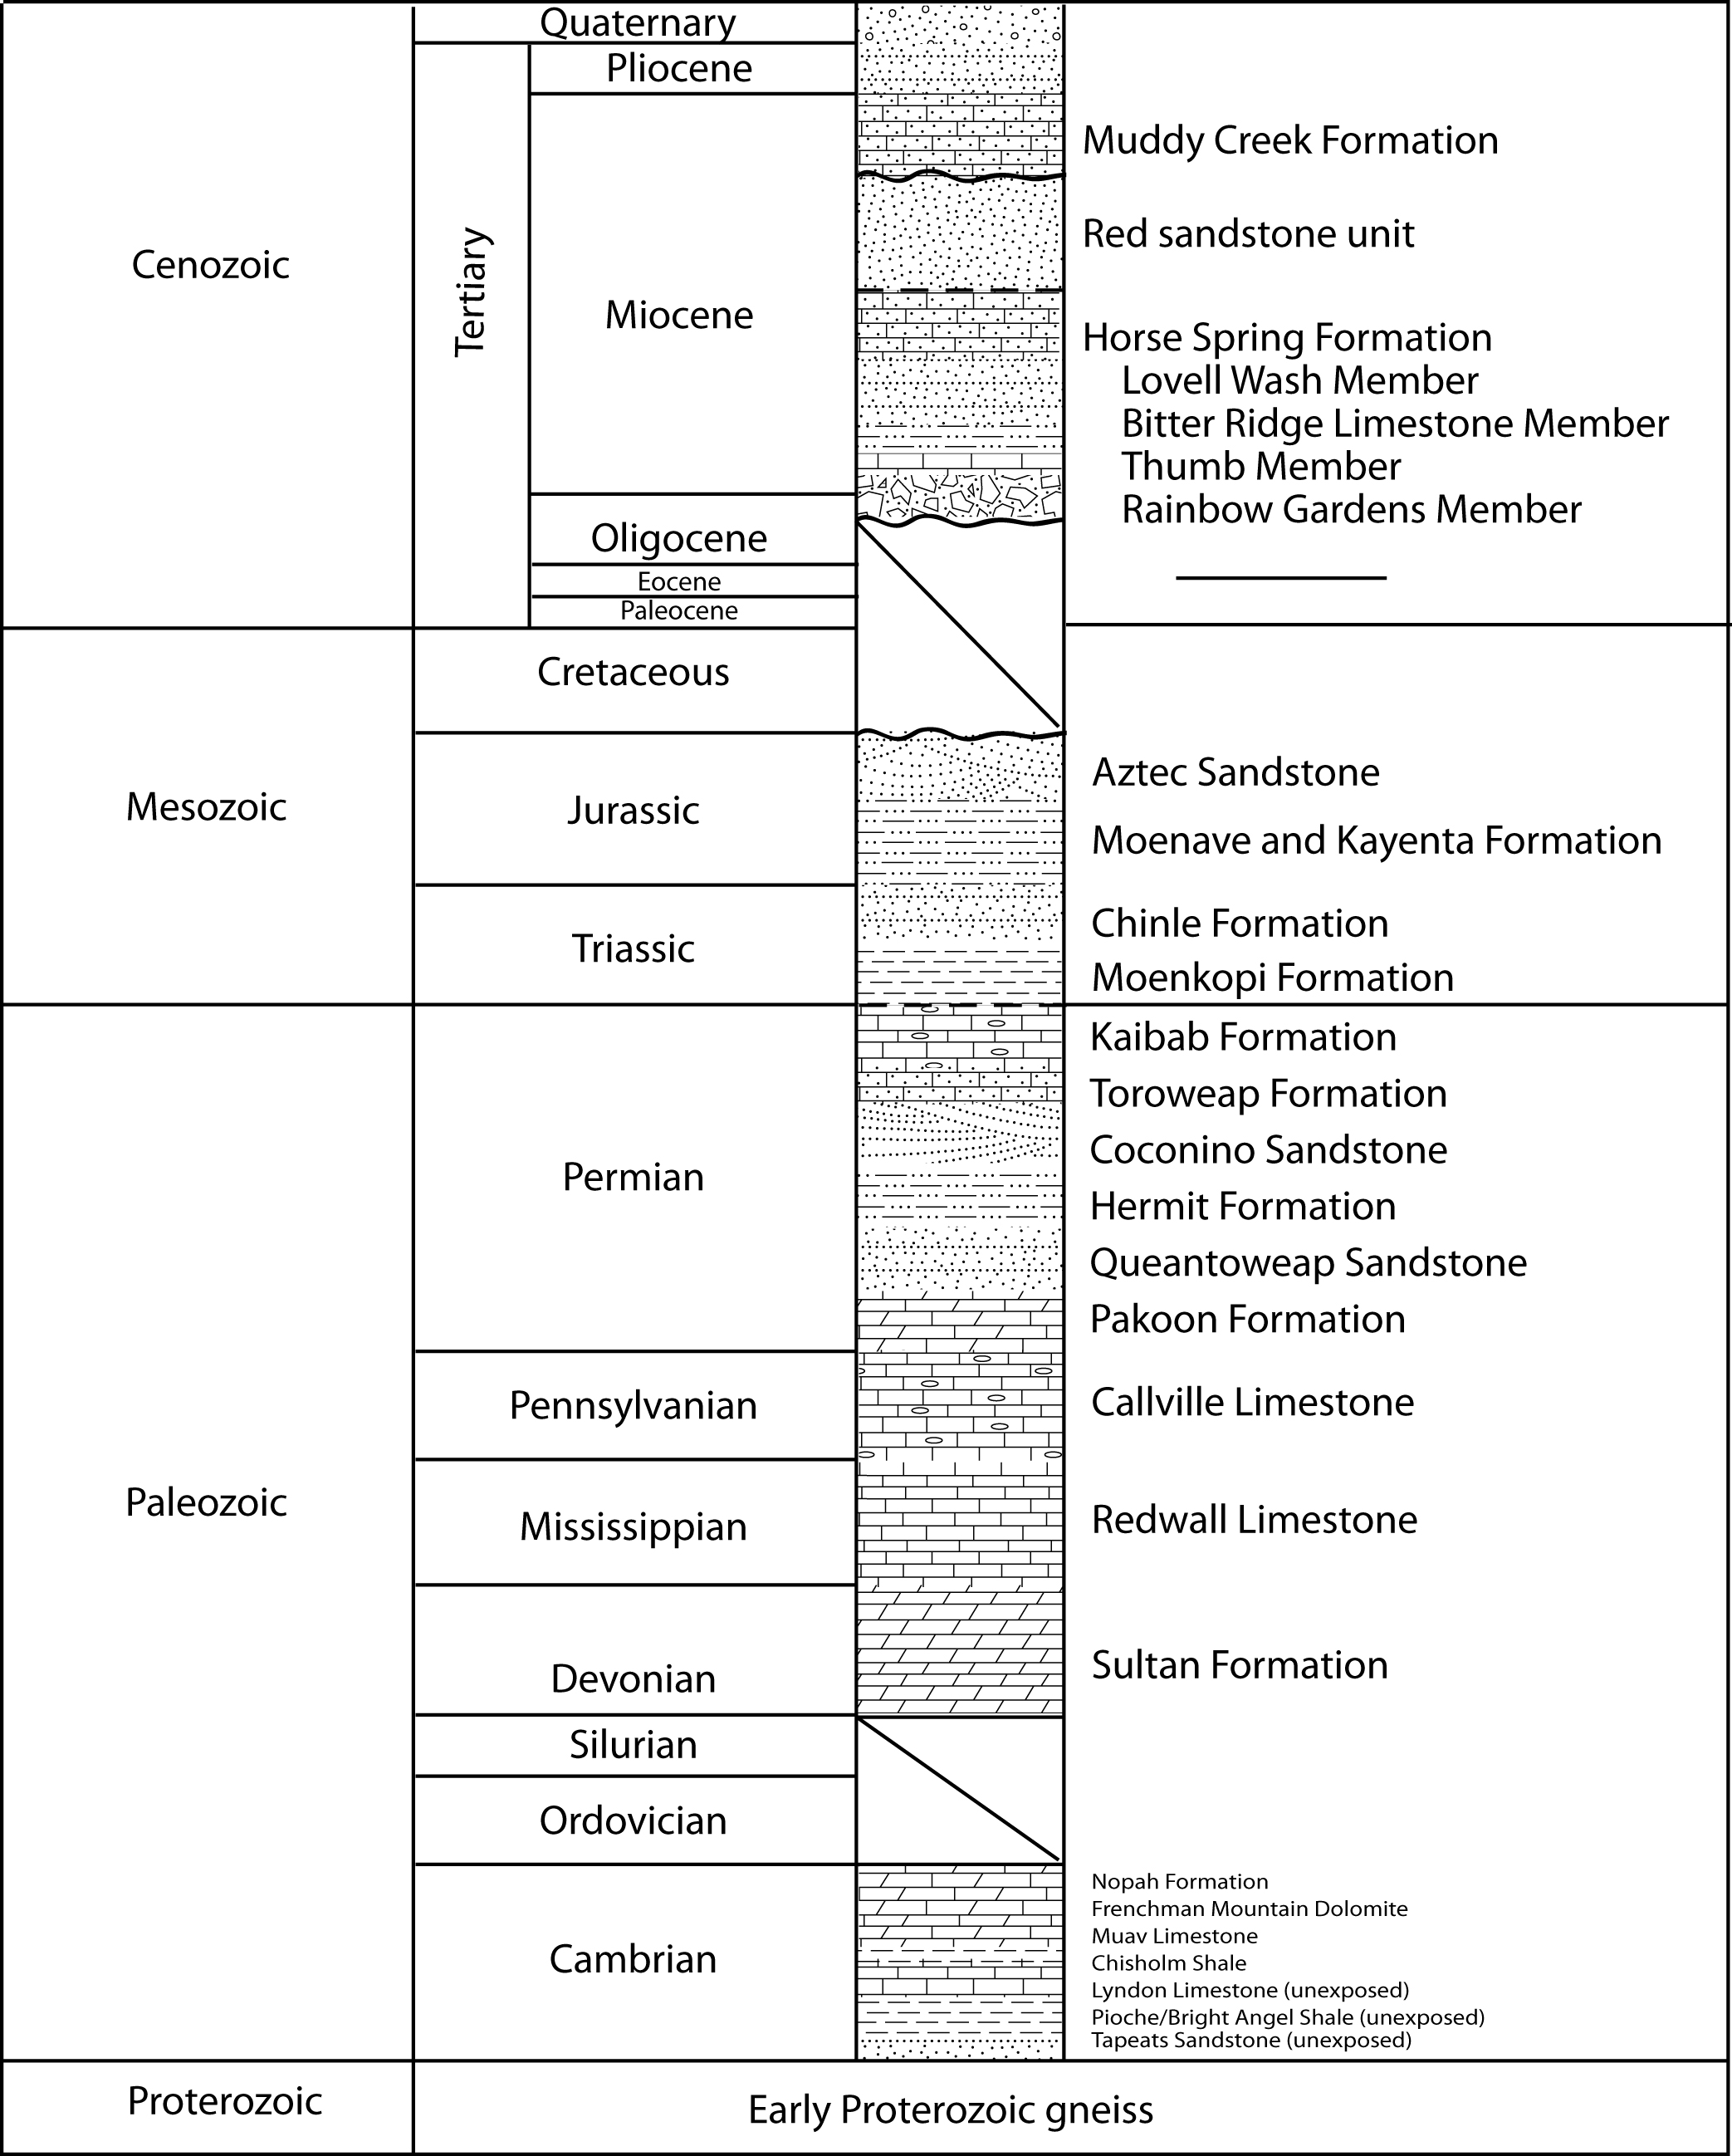 Quaternary
Pliocene
Muddy Creek Formation
Red sandstone unit
Cenozoic
Tertiary
Miocene
Horse Spring Formation
Lovell Wash Member
Bitter Ridge Limestone Member
Thumb Member
Rainbow Gardens Member
Oligocene
Eocene
Paleocene
Cretaceous
Mesozoic
Jurassic
Aztec Sandstone
Moenave and Kayenta Formation
Triassic
Chinle Formation
Moenkopi Formation
Paleozoic
Permian
Kaibab Formation
Toroweap Formation
Coconino Sandstone
Hermit Formation
Queantoweap Sandstone
Pakoon Formation
Pennsylvanian
Callville Limestone
Mississippian
Redwall Limestone
Devonian
Sultan Formation
Silurian
Ordovician
Cambrian
Nopah Formation
Frenchman Mountain Dolomite
Muav Limestone
Chisholm Shale
Lyndon Limestone (unexposed)
Pioche/Bright Angel Shale (unexposed)
Tapeats Sandstone (unexposed)
Proterozoic
Early Proterozoic gneiss